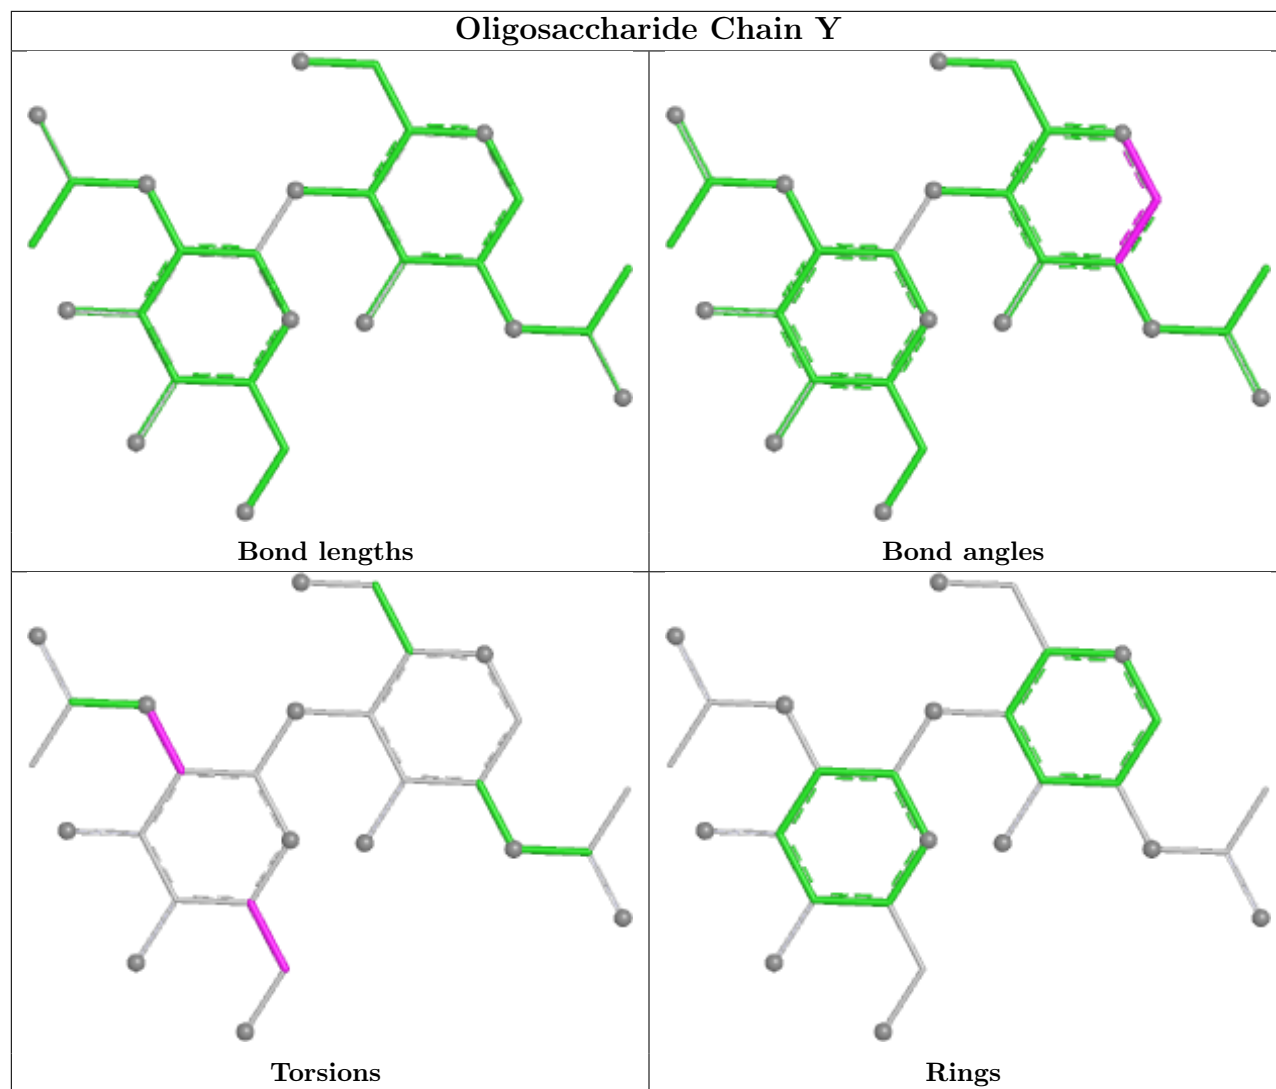 Oligosaccharide Chain Y
Bond lengths
Bond angles
Torsions
Rings